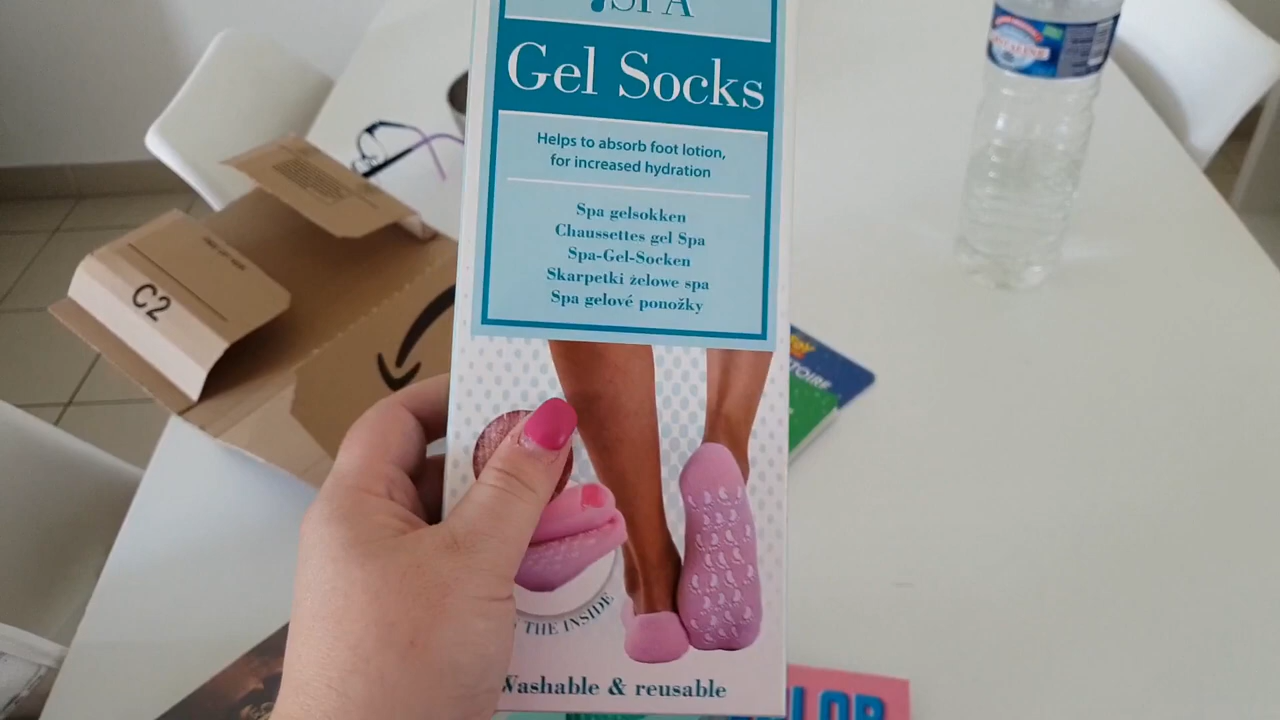 SPA
Gel Socks
Helps to absorb foot lotion,
for increased hydration
Spa gelsokken
Chaussettes gel Spa
Spa-Gel-Socken
Skarpetki żelowe spa
Spa gelové ponožky
THE INSIDE
Washable & reusable
C2